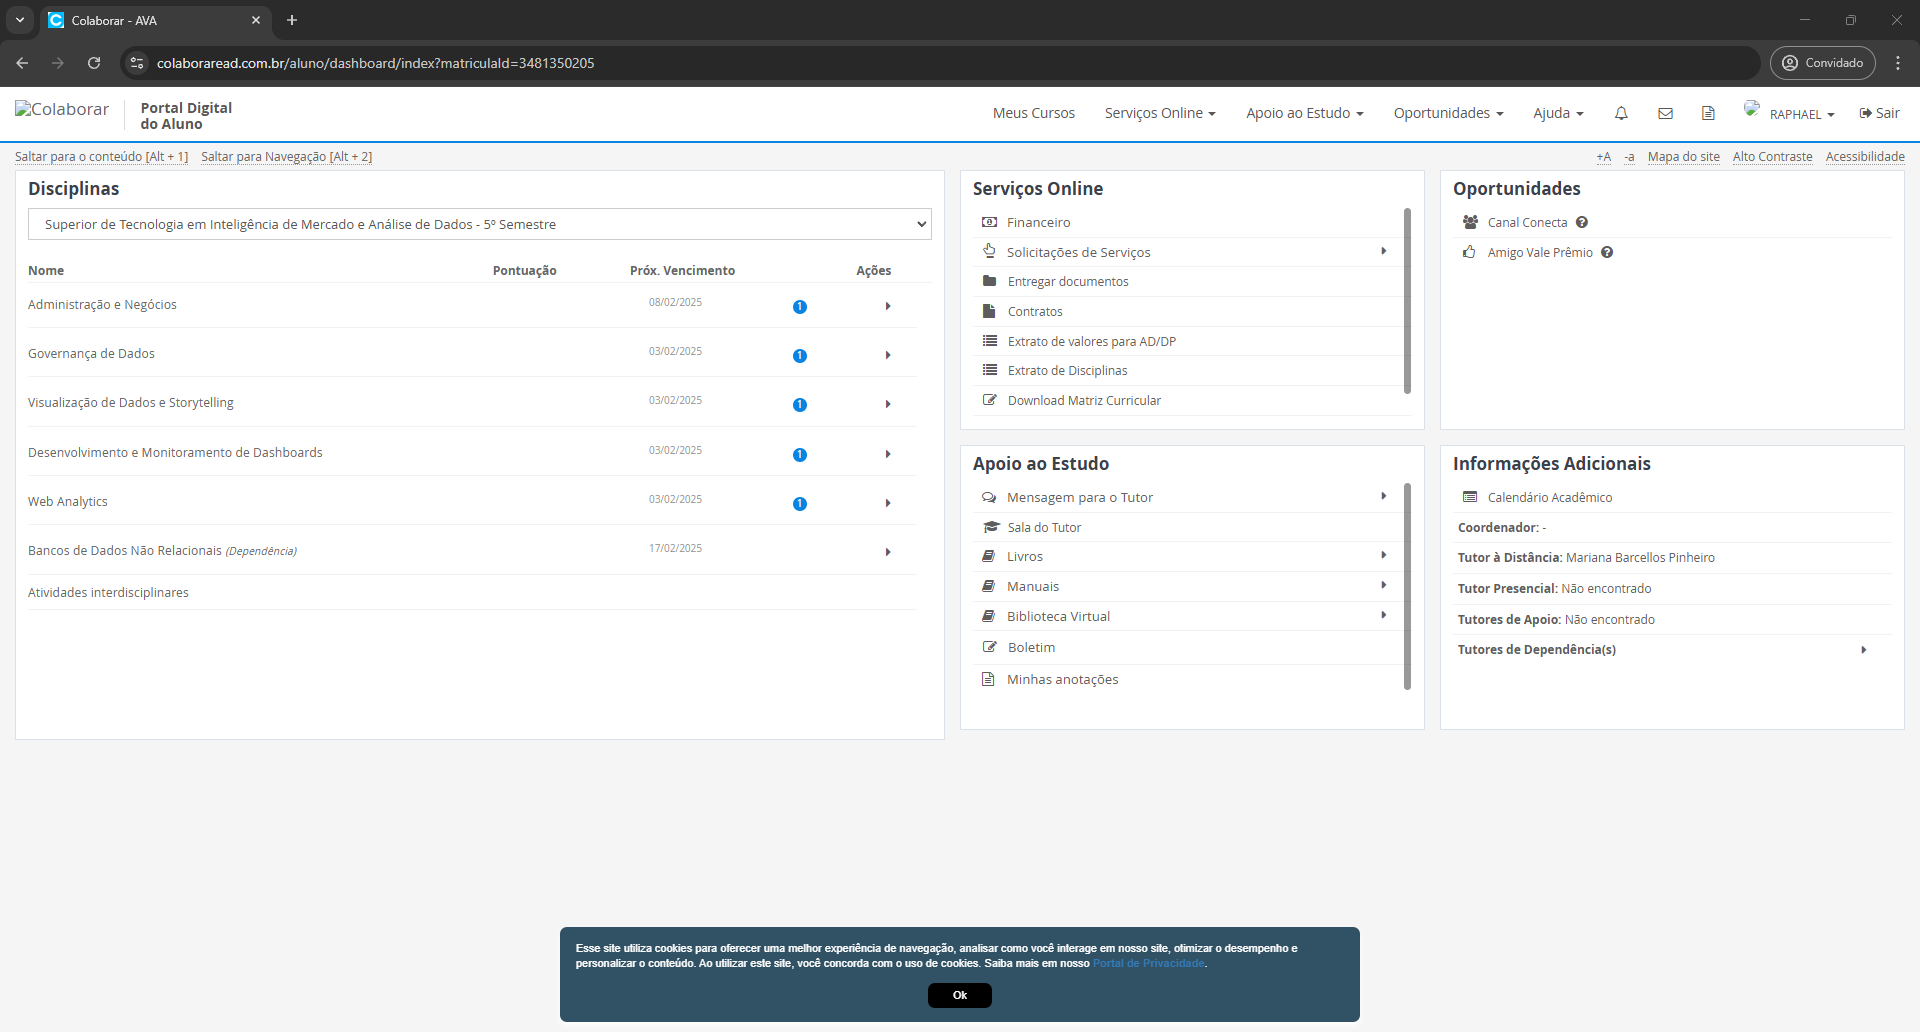 Colaborar - AVA
colaboraread.com.br/aluno/dashboard/index?matriculaId=3481350205
Convidado
Colaborar
Portal Digital
do Aluno
Meus Cursos
Serviços Online
Apoio ao Estudo
Oportunidades
Ajuda
RAPHAEL
Sair
Saltar para o conteúdo [Alt + 1]
Saltar para Navegação [Alt + 2]
+A
-a
Mapa do site
Alto Contraste
Acessibilidade
Disciplinas
Superior de Tecnologia em Inteligência de Mercado e Análise de Dados - 5º Semestre
Nome Pontuação Próx. Vencimento Ações
Administração e Negócios 08/02/2025 1
Governança de Dados 03/02/2025 1
Visualização de Dados e Storytelling 03/02/2025 1
Desenvolvimento e Monitoramento de Dashboards 03/02/2025 1
Web Analytics 03/02/2025 1
Bancos de Dados Não Relacionais (Dependência) 17/02/2025
Atividades interdisciplinares
Serviços Online
Financeiro
Solicitações de Serviços
Entregar documentos
Contratos
Extrato de valores para AD/DP
Extrato de Disciplinas
Download Matriz Curricular
Oportunidades
Canal Conecta ?
Amigo Vale Prêmio ?
Apoio ao Estudo
Mensagem para o Tutor
Sala do Tutor
Livros
Manuais
Biblioteca Virtual
Boletim
Minhas anotações
Informações Adicionais
Calendário Acadêmico
Coordenador: -
Tutor à Distância: Mariana Barcellos Pinheiro
Tutor Presencial: Não encontrado
Tutores de Apoio: Não encontrado
Tutores de Dependência(s)
Esse site utiliza cookies para oferecer uma melhor experiência de navegação, analisar como você interage em nosso site, otimizar o desempenho e
personalizar o conteúdo. Ao utilizar este site, você concorda com o uso de cookies. Saiba mais em nosso Portal de Privacidade.
Ok